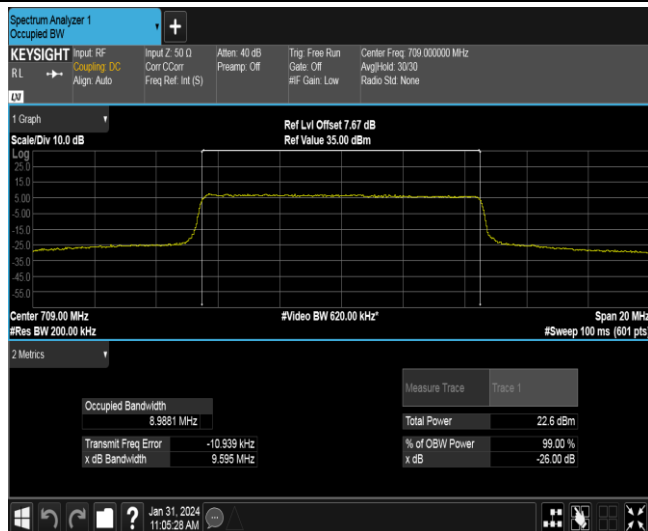 Spectrum Analyzer 1
Occupied BW
+
KEYSIGHT Input: RF Input Z: 50 Ω Atten: 40 dB Trig: Free Run Center Freq: 709.000000 MHz
RL Coupling: DC Corr CCorr Preamp: Off Gate: Off Avg|Hold: 30/30
Align: Auto Freq Ref: Int (S) #IF Gain: Low Radio Std: None
LXI
1 Graph Ref Lvl Offset 7.67 dB
Scale/Div 10.0 dB Ref Value 35.00 dBm
Log
25.0
15.0
5.00
-5.00
-15.0
-25.0
-35.0
-45.0
-55.0
Center 709.00 MHz #Video BW 620.00 kHz* Span 20 MHz
#Res BW 200.00 kHz #Sweep 100 ms (601 pts)
2 Metrics
Measure Trace Trace 1
Occupied Bandwidth
8.9881 MHz Total Power 22.6 dBm
Transmit Freq Error -10.939 kHz % of OBW Power 99.00 %
x dB Bandwidth 9.595 MHz x dB -26.00 dB
? Jan 31, 2024
11:05:28 AM